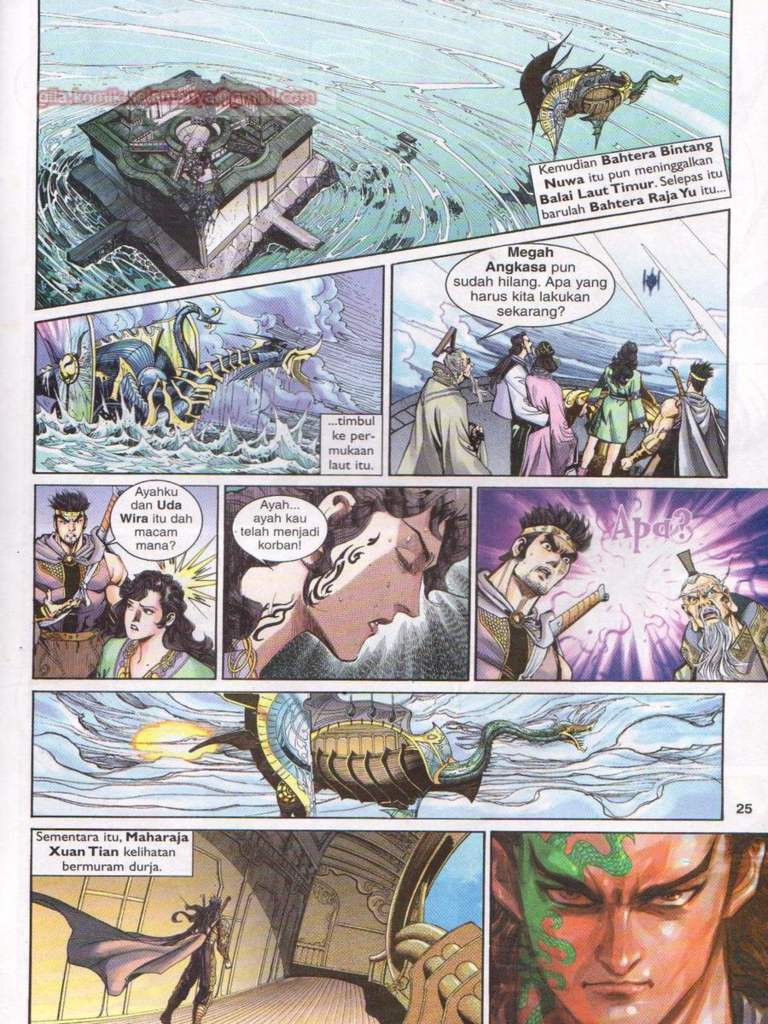 Kemudian Bahtera Bintang
Nuwa itu pun meninggalkan
Balai Laut Timur. Selepas itu
barulah Bahtera Raja Yu itu...
...timbul
ke per-
mukaan
laut itu.
Megah
Angkasa pun
sudah hilang. Apa yang
harus kita lakukan
sekarang?
Ayahku
dan Uda
Wira itu dah
macam
mana?
Ayah...
ayah kau
telah menjadi
korban!
Apa?
25
Sementara itu, Maharaja
Xuan Tian kelihatan
bermuram durja.